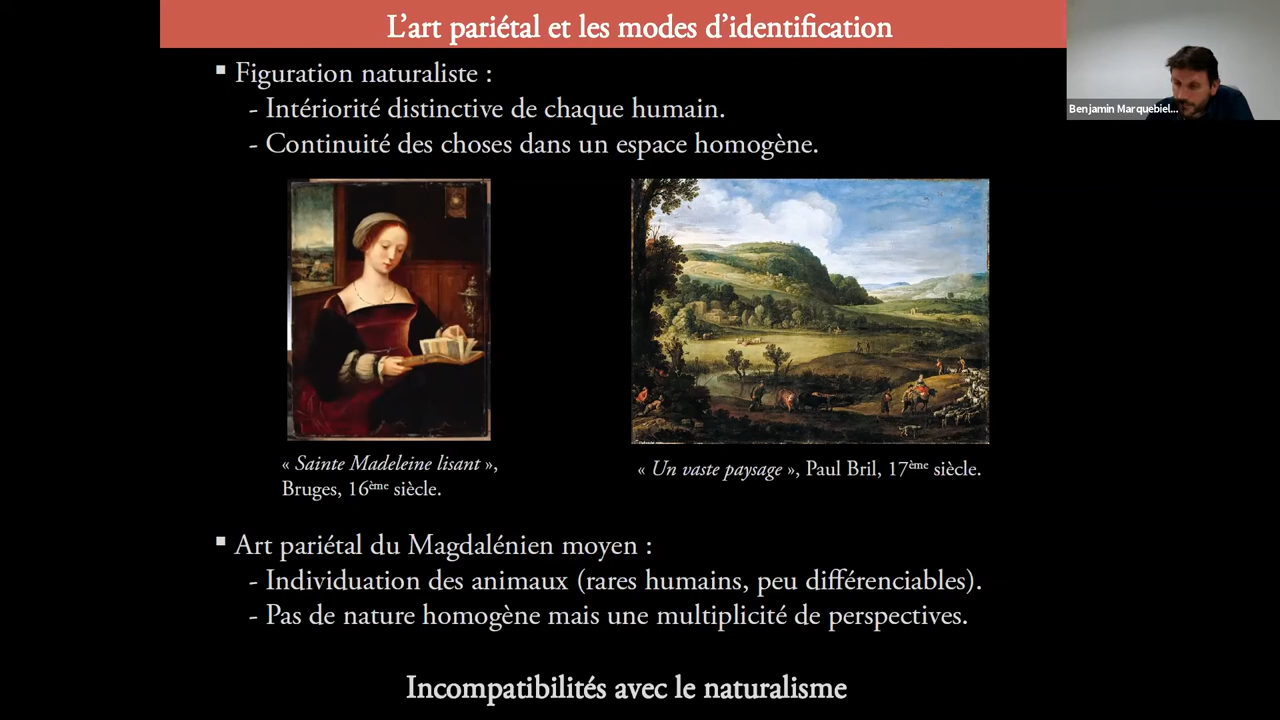 L'art pariétal et les modes d'identification
Benjamin Marquebiel...
▪ Figuration naturaliste :
- Intériorité distinctive de chaque humain.
- Continuité des choses dans un espace homogène.
« Sainte Madeleine lisant »,
Bruges, 16ème siècle.
« Un vaste paysage », Paul Bril, 17ème siècle.
▪ Art pariétal du Magdalénien moyen :
- Individuation des animaux (rares humains, peu différenciables).
- Pas de nature homogène mais une multiplicité de perspectives.
Incompatibilités avec le naturalisme